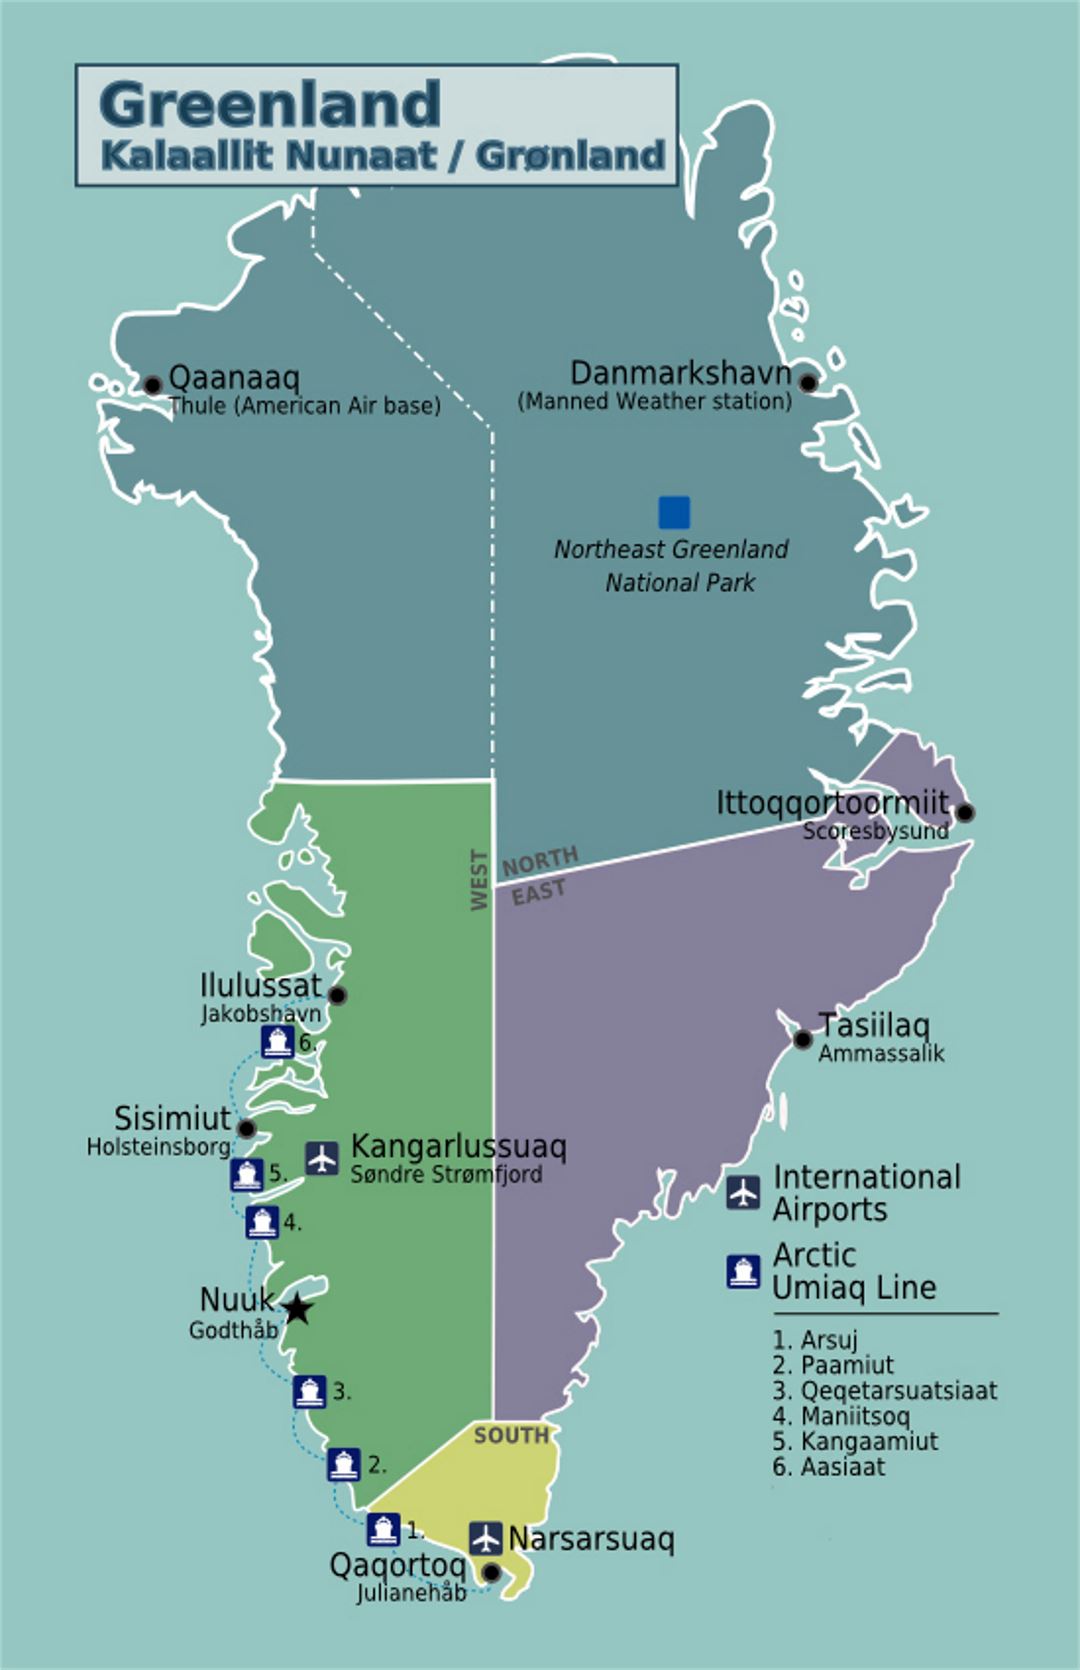 Greenland
Kalaallit Nunaat / Grønland
Qaanaaq
Thule (American Air base)
Danmarkshavn
(Manned Weather station)
Northeast Greenland
National Park
Ittoqqortoormiit
Scoresbysund
WEST
NORTH
EAST
Ilulussat
Jakobshavn
6.
Tasiilaq
Ammassalik
Sisimiut
Holsteinsborg
5.
Kangarlussuaq
Søndre Strømfjord
4.
International
Airports
Arctic
Umiaq Line
Nuuk
Godthåb
1. Arsuj
2. Paamiut
3. Qeqetarsuatsiaat
4. Maniitsoq
5. Kangaamiut
6. Aasiaat
3.
SOUTH
2.
1.
Narsarsuaq
Qaqortoq
Julianehåb